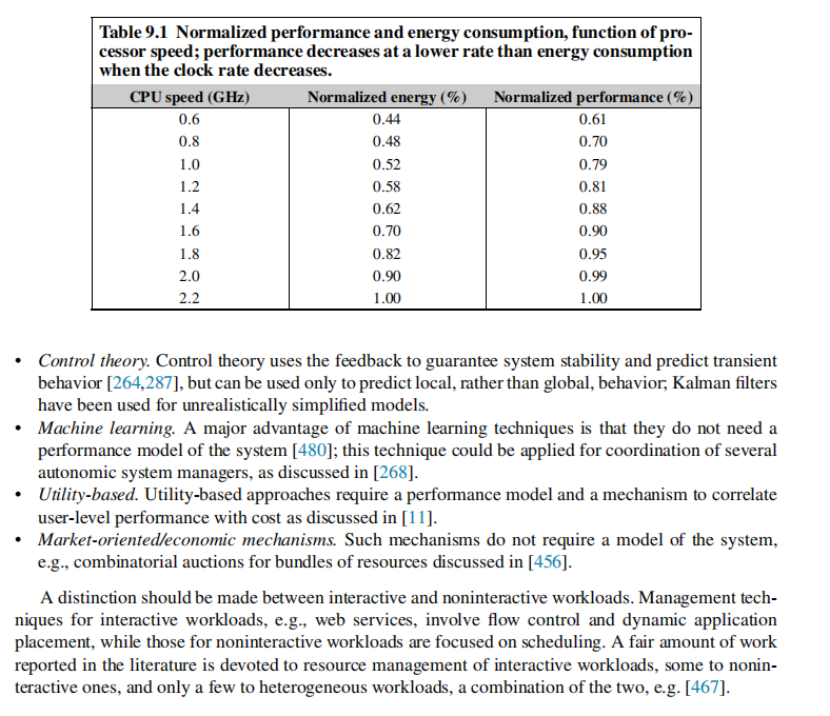 Table 9.1 Normalized performance and energy consumption, function of pro-
cessor speed; performance decreases at a lower rate than energy consumption
when the clock rate decreases.
CPU speed (GHz) Normalized energy (%) Normalized performance (%)
0.6 0.44 0.61
0.8 0.48 0.70
1.0 0.52 0.79
1.2 0.58 0.81
1.4 0.62 0.88
1.6 0.70 0.90
1.8 0.82 0.95
2.0 0.90 0.99
2.2 1.00 1.00
• Control theory. Control theory uses the feedback to guarantee system stability and predict transient
behavior [264,287], but can be used only to predict local, rather than global, behavior; Kalman filters
have been used for unrealistically simplified models.
• Machine learning. A major advantage of machine learning techniques is that they do not need a
performance model of the system [480]; this technique could be applied for coordination of several
autonomic system managers, as discussed in [268].
• Utility-based. Utility-based approaches require a performance model and a mechanism to correlate
user-level performance with cost as discussed in [11].
• Market-oriented/economic mechanisms. Such mechanisms do not require a model of the system,
e.g., combinatorial auctions for bundles of resources discussed in [456].
A distinction should be made between interactive and noninteractive workloads. Management tech-
niques for interactive workloads, e.g., web services, involve flow control and dynamic application
placement, while those for noninteractive workloads are focused on scheduling. A fair amount of work
reported in the literature is devoted to resource management of interactive workloads, some to nonin-
teractive ones, and only a few to heterogeneous workloads, a combination of the two, e.g. [467].